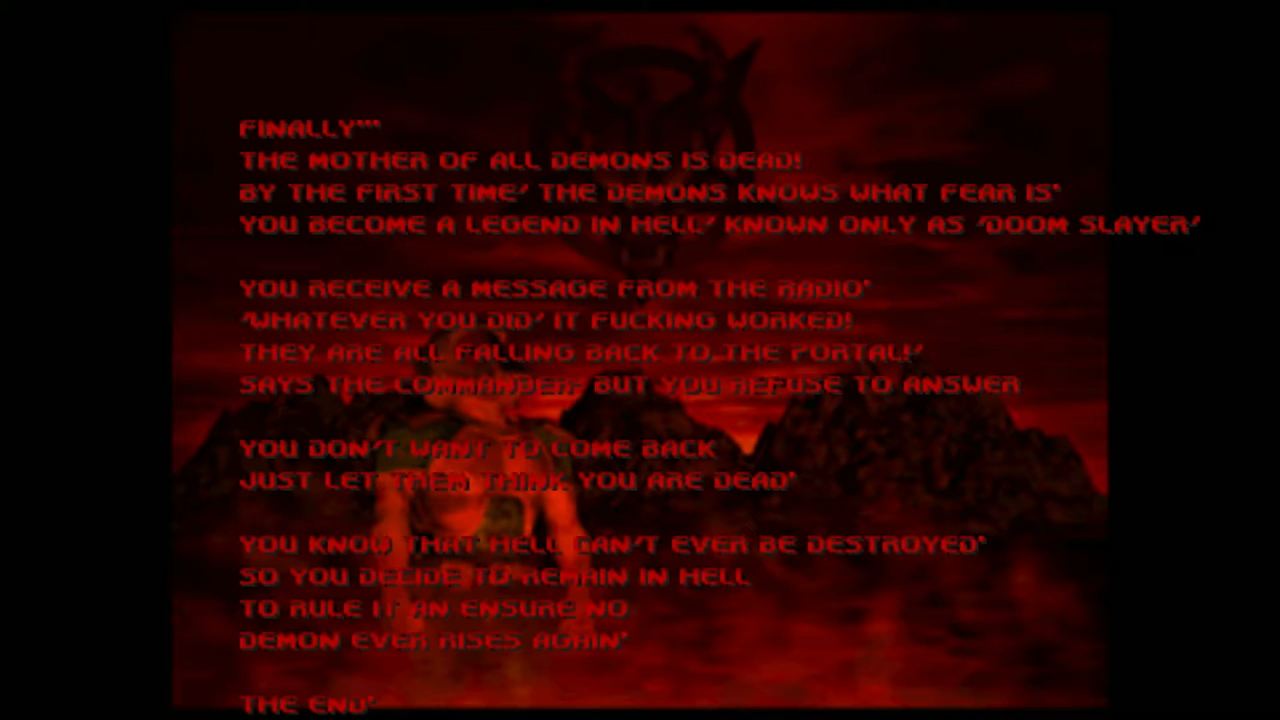 FINALLY...
THE MOTHER OF ALL DEMONS IS DEAD!
BY THE FIRST TIME, THE DEMONS KNOWS WHAT FEAR IS.
YOU BECOME A LEGEND IN HELL, KNOWN ONLY AS 'DOOM SLAYER'
YOU RECEIVE A MESSAGE FROM THE RADIO.
'WHATEVER YOU DID, IT FUCKING WORKED!
THEY ARE ALL FALLING BACK TO THE PORTAL!'
SAYS THE COMMANDER, BUT YOU REFUSE TO ANSWER
YOU DON'T WANT TO COME BACK
JUST LET THEM THINK YOU ARE DEAD.
YOU KNOW THAT HELL CAN'T EVER BE DESTROYED.
SO YOU DECIDE TO REMAIN IN HELL
TO RULE IT AN ENSURE NO
DEMON EVER RISES AGAIN.
THE END.